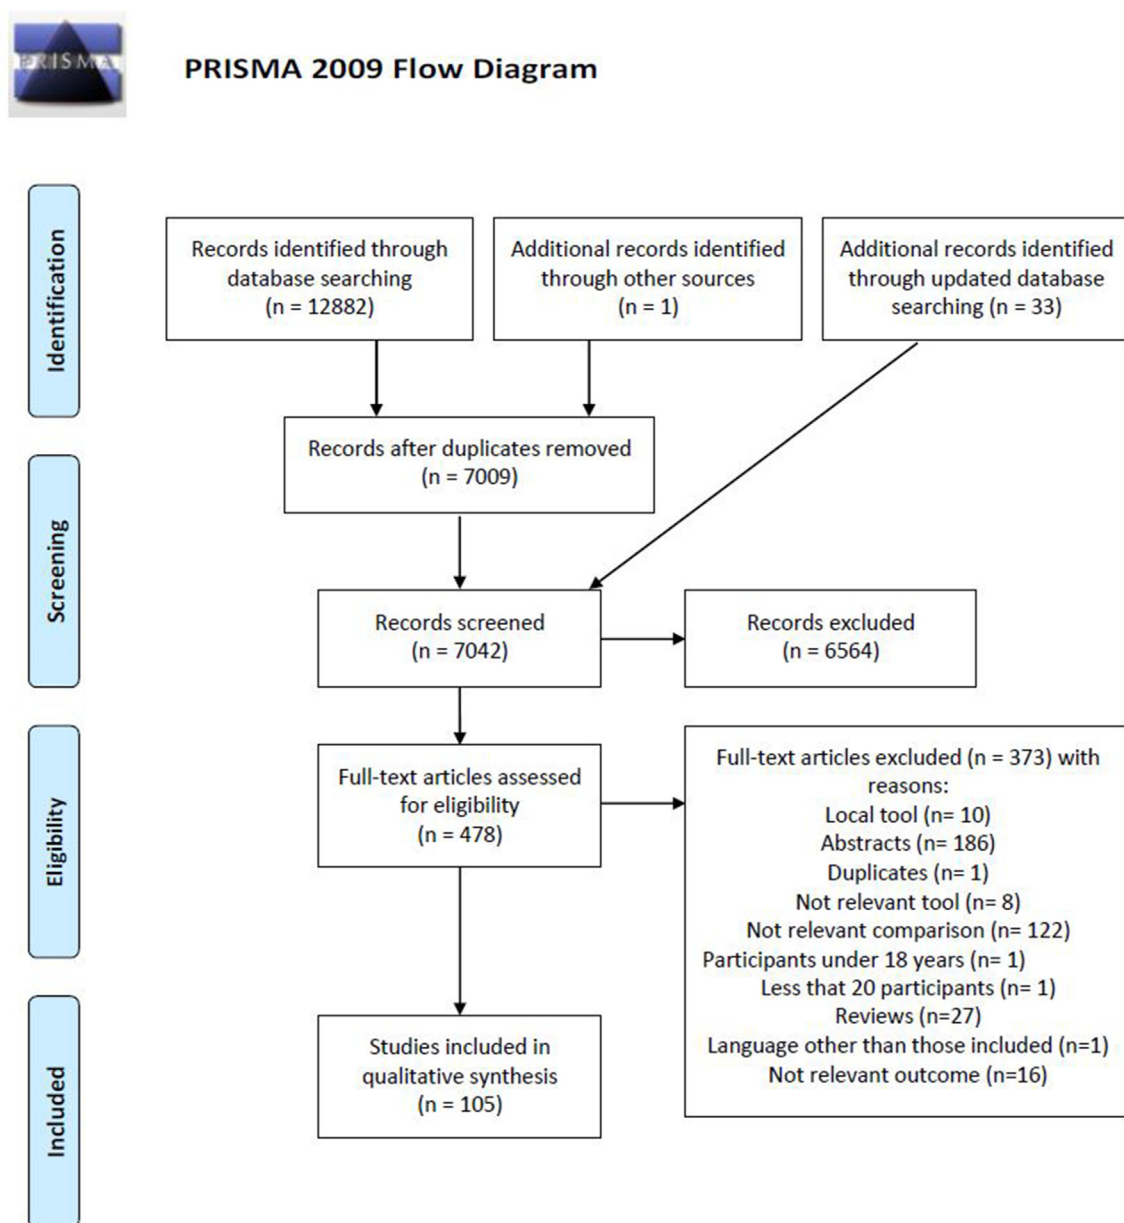 PRISMA
PRISMA 2009 Flow Diagram
Identification
Records identified through
database searching
(n = 12882)
Additional records identified
through other sources
(n = 1)
Additional records identified
through updated database
searching (n = 33)
Records after duplicates removed
(n = 7009)
Screening
Records screened
(n = 7042)
Records excluded
(n = 6564)
Eligibility
Full-text articles assessed
for eligibility
(n = 478)
Full-text articles excluded (n = 373) with
reasons:
Local tool (n= 10)
Abstracts (n= 186)
Duplicates (n= 1)
Not relevant tool (n= 8)
Not relevant comparison (n= 122)
Participants under 18 years (n= 1)
Less that 20 participants (n= 1)
Reviews (n=27)
Language other than those included (n=1)
Not relevant outcome (n=16)
Included
Studies included in
qualitative synthesis
(n = 105)